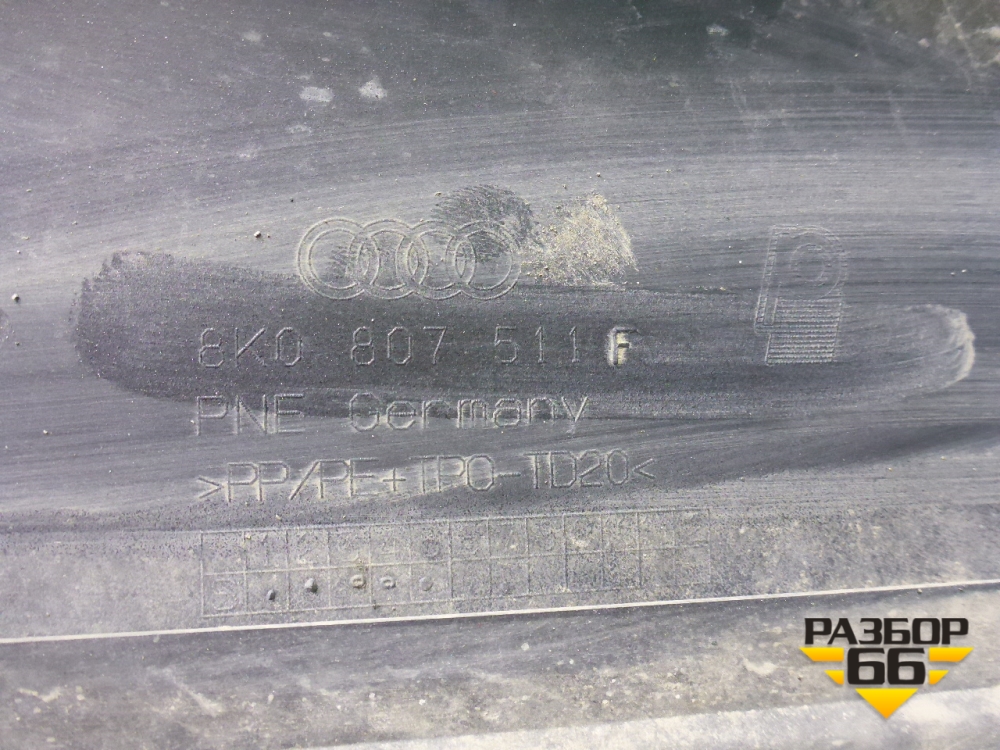 8K0 807 511 F
PNE Germany
>PP/PE+TPO-TD20<
РАЗБОР
66